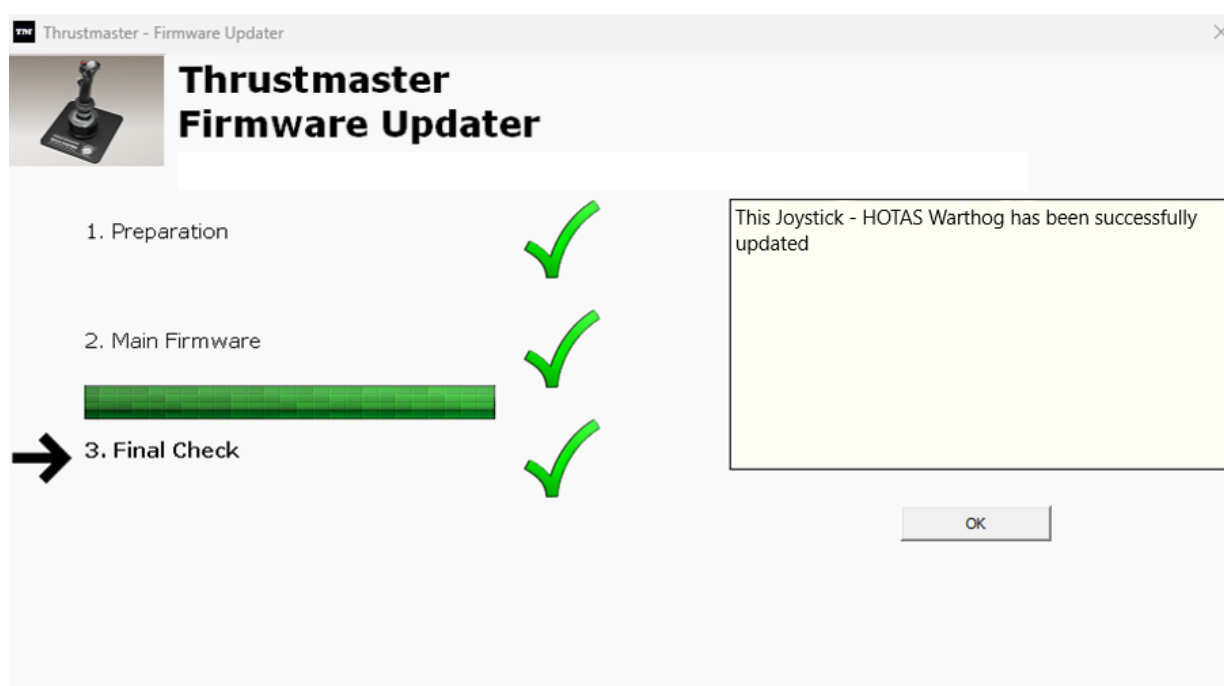 TM Thrustmaster - Firmware Updater
Thrustmaster
Firmware Updater
1. Preparation
2. Main Firmware
3. Final Check
This Joystick - HOTAS Warthog has been successfully
updated
OK